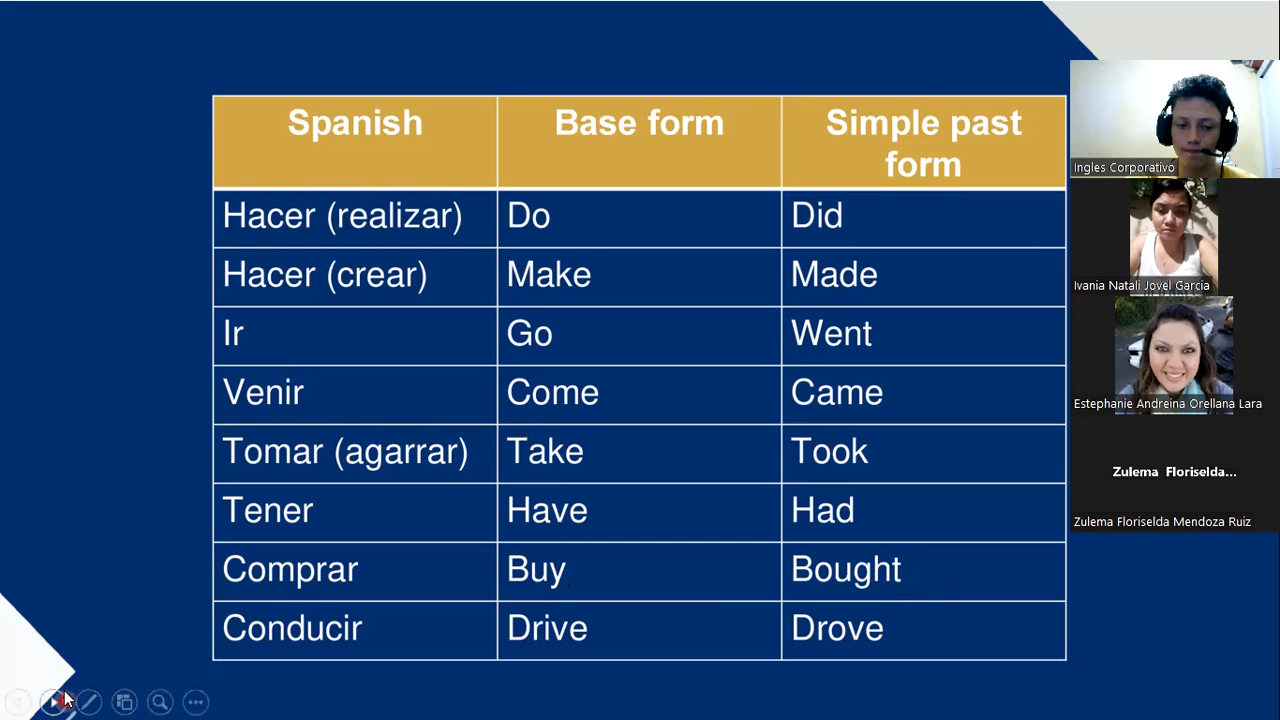 Spanish Base form Simple past
form
Hacer (realizar) Do Did
Hacer (crear) Make Made
Ir Go Went
Venir Come Came
Tomar (agarrar) Take Took
Tener Have Had
Comprar Buy Bought
Conducir Drive Drove
Ingles Corporativo
Ivania Natali Jovel Garcia
Estephanie Andreina Orellana Lara
Zulema Floriselda...
Zulema Floriselda Mendoza Ruiz